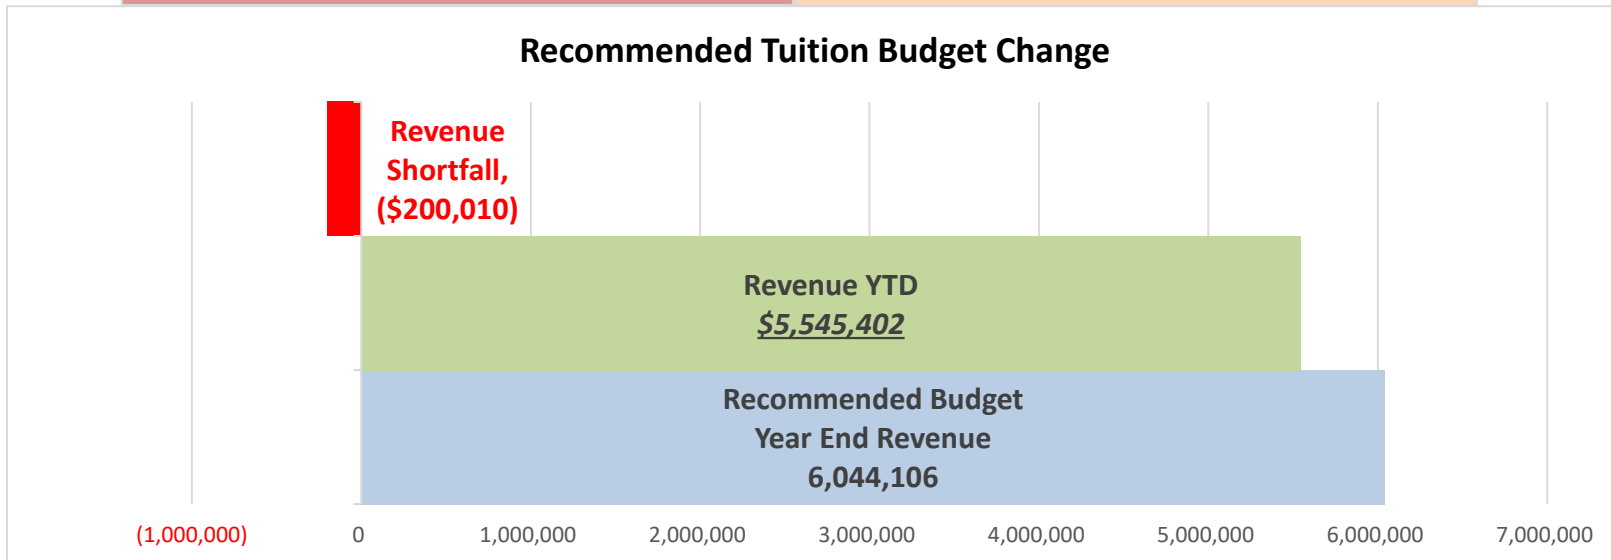 Recommended Tuition Budget Change
Revenue
Shortfall,
($200,010)
Revenue YTD
$5,545,402
Recommended Budget
Year End Revenue
6,044,106
(1,000,000) 0 1,000,000 2,000,000 3,000,000 4,000,000 5,000,000 6,000,000 7,000,000